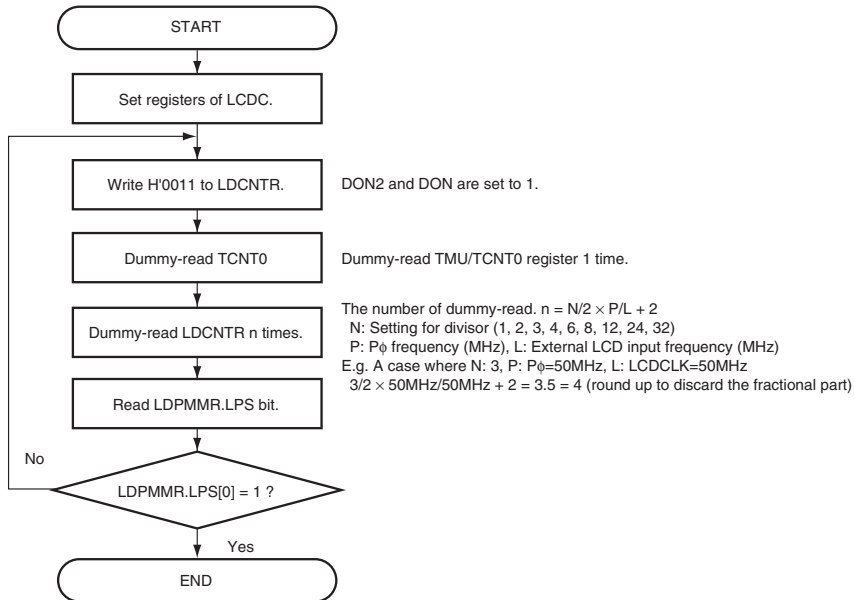 START
Set registers of LCDC.
Write H'0011 to LDCNTR.
DON2 and DON are set to 1.
Dummy-read TCNT0
Dummy-read TMU/TCNT0 register 1 time.
Dummy-read LDCNTR n times.
The number of dummy-read. n = N/2 × P/L + 2
N: Setting for divisor (1, 2, 3, 4, 6, 8, 12, 24, 32)
P: Pϕ frequency (MHz), L: External LCD input frequency (MHz)
E.g. A case where N: 3, P: Pϕ=50MHz, L: LCDCLK=50MHz
3/2 × 50MHz/50MHz + 2 = 3.5 = 4 (round up to discard the fractional part)
Read LDPMMR.LPS bit.
No
LDPMMR.LPS[0] = 1 ?
Yes
END